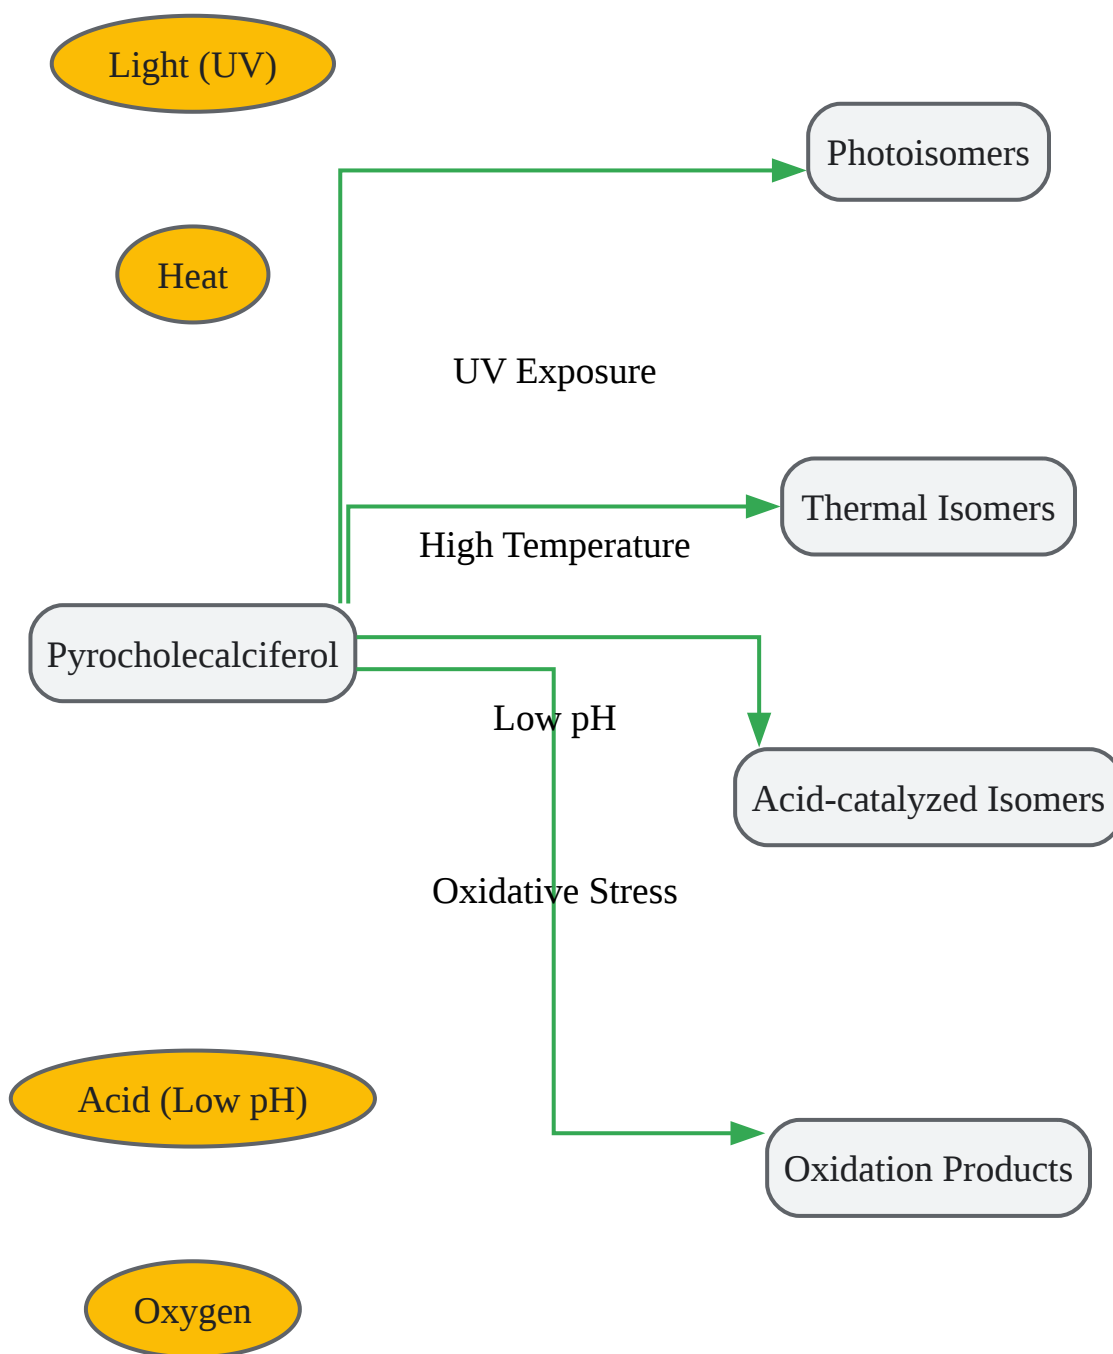 Light (UV)
Photoisomers
Heat
UV Exposure
Thermal Isomers
High Temperature
Pyrocholecalciferol
Low pH
Acid-catalyzed Isomers
Oxidative Stress
Acid (Low pH)
Oxidation Products
Oxygen